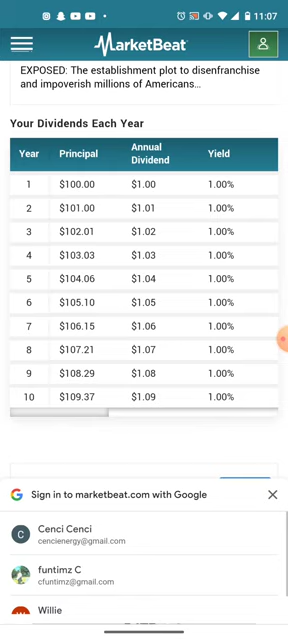 11:07
MarketBeat
EXPOSED: The establishment plot to disenfranchise
and impoverish millions of Americans...
Your Dividends Each Year
Year Principal Annual Dividend Yield
1 $100.00 $1.00 1.00%
2 $101.00 $1.01 1.00%
3 $102.01 $1.02 1.00%
4 $103.03 $1.03 1.00%
5 $104.06 $1.04 1.00%
6 $105.10 $1.05 1.00%
7 $106.15 $1.06 1.00%
8 $107.21 $1.07 1.00%
9 $108.29 $1.08 1.00%
10 $109.37 $1.09 1.00%
Sign in to marketbeat.com with Google
C
Cenci Cenci
cencienergy@gmail.com
funtimz C
cfuntimz@gmail.com
Willie